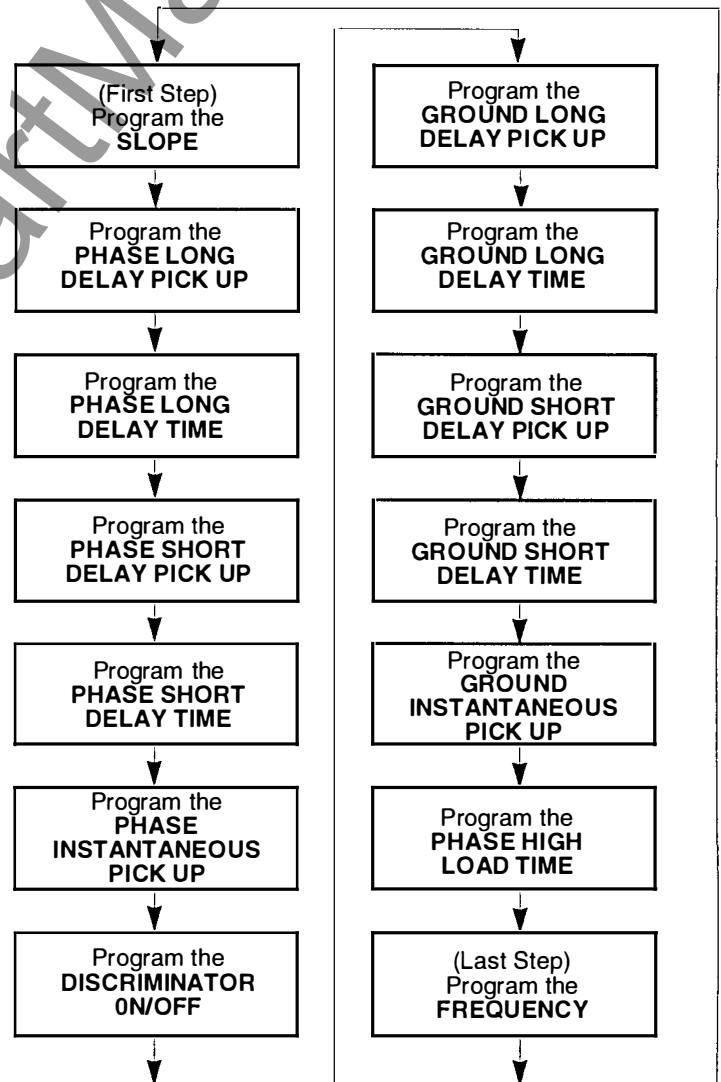 (First Step)
Program the
SLOPE
Program the
PHASE LONG
DELAY PICK UP
Program the
PHASE LONG
DELAY TIME
Program the
PHASE SHORT
DELAY PICK UP
Program the
PHASE SHORT
DELAY TIME
Program the
PHASE
INSTANTANEOUS
PICK UP
Program the
DISCRIMINATOR
0N/OFF
Program the
GROUND LONG
DELAY PICK UP
Program the
GROUND LONG
DELAY TIME
Program the
GROUND SHORT
DELAY PICK UP
Program the
GROUND SHORT
DELAY TIME
Program the
GROUND
INSTANTANEOUS
PICK UP
Program the
PHASE HIGH
LOAD TIME
(Last Step)
Program the
FREQUENCY